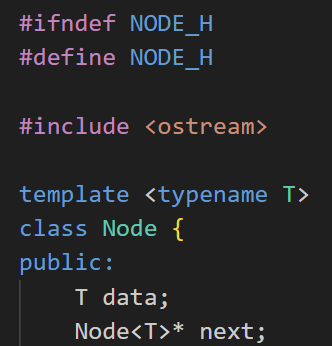 #ifndef NODE_H
#define NODE_H
#include <ostream>
template <typename T>
class Node {
public:
T data;
Node<T>* next;